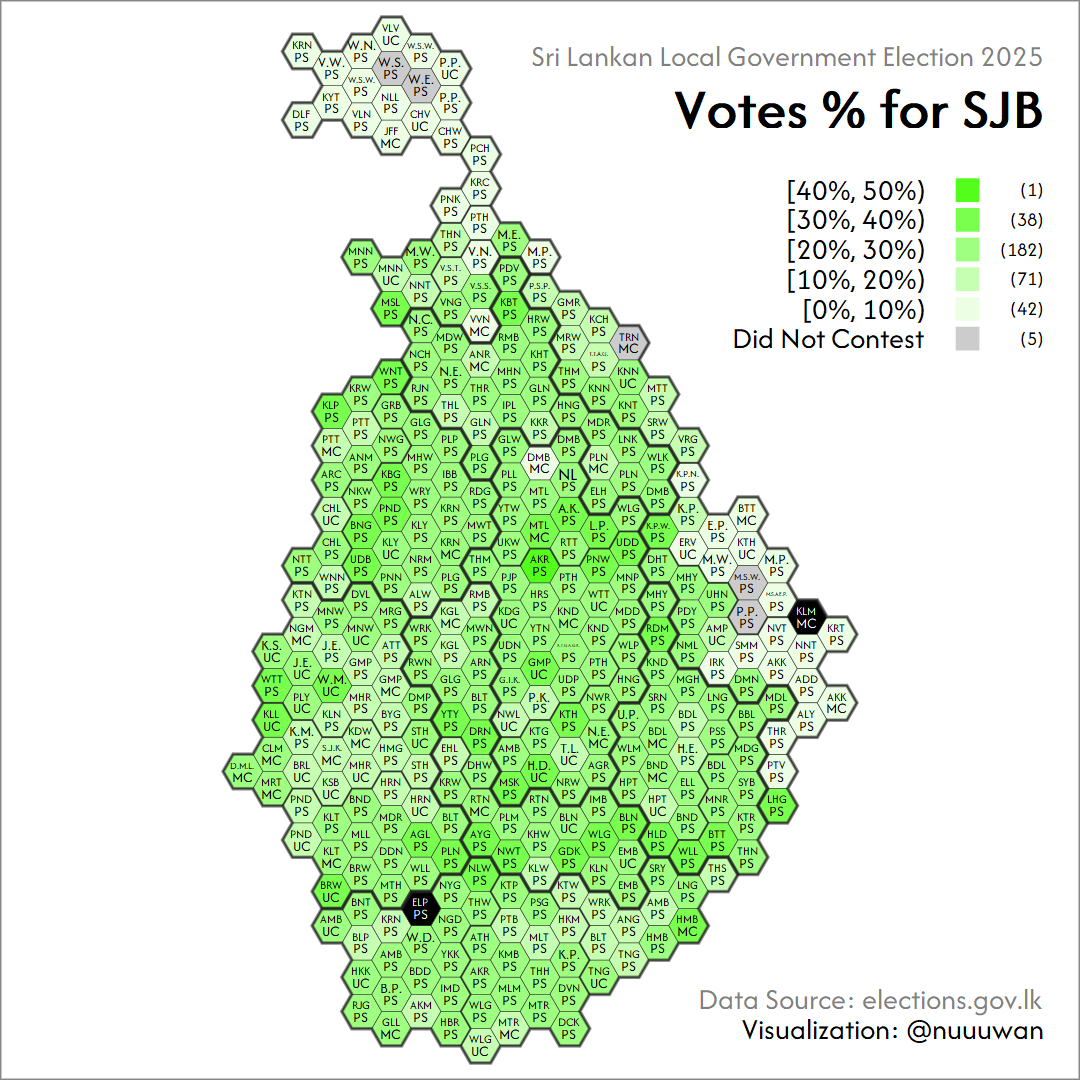 Sri Lankan Local Government Election 2025
Votes % for SJB
[40%, 50%) (1)
[30%, 40%) (38)
[20%, 30%) (182)
[10%, 20%) (71)
[0%, 10%) (42)
Did Not Contest (5)
VLV UC
KRN PS W.N. PS W.S.W. PS
V.W. PS W.S. PS P.P. UC
W.S.W. PS W.E. PS
KYT PS NLL PS P.P. PS
DLF PS VLN PS CHV UC
JFF MC CHW PS
PCH PS
KRC PS
PNK PS
PTH PS
THN PS M.E. PS
MNN PS M.W. PS V.N. PS M.P. PS
MNN UC V.S.T. PS PDV PS
NNT PS V.S.S. PS P.S.P. PS
MSL PS VNG PS KBT PS GMR PS
N.C. PS VVN MC HRW PS KCH PS
MDW PS RMB PS MRW PS TRN MC
NCH PS ANR MC KHT PS T.T.A.G. PS
WNT PS N.E. PS MHN PS THM PS KNN UC
KRW PS RJN PS THR PS GLN PS KNN PS MTT PS
KLP PS GRB PS THL PS IPL PS HNG PS KNT PS
PTT PS GLG PS GLN PS KKR PS MDR PS SRW PS
PTT MC NWG PS PLP PS GLW PS DMB PS LNK PS VRG PS
ANM PS MHW PS PLG PS DMB MC PLN MC WLK PS
ARC PS KBG PS IBB PS PLL PS NL PS PLN PS K.P.N. PS
NKW PS WRY PS RDG PS MTL PS ELH PS DMB PS
CHL UC PND PS KRN PS YTW PS A.K. PS WLG PS K.P. PS BTT MC
BNG PS KLY PS MWT PS MTL MC L.P. PS K.P.W. PS E.P. PS
CHL PS KLY UC KRN MC UKW PS RTT PS UDD PS ERV UC KTH UC
NTT PS UDB PS NRM PS THM PS AKR PS PNW PS DHT PS M.W. PS M.P. PS
WNN PS PNN PS PLG PS PJP PS PTH PS MNP PS MHY PS M.S.W. PS
KTN PS DVL PS ALW PS RMB PS HRS PS WTT UC MHY PS UHN PS M.S.&E.P. PS
MNW PS MRG PS KGL MC KDG UC KND MC MDD PS PDY PS P.P. PS KLM MC
NGM MC MNW UC WRK PS MWN PS YTN PS KND PS RDM PS AMP UC NVT PS KRT PS
K.S. UC J.E. PS ATT PS KGL PS UDN PS PS WLP PS NML PS SMM PS NNT PS
J.E. UC GMP PS RWN PS ARN PS GMP UC PTH PS KND PS IRK PS AKK PS
WTT PS W.M. UC GMP MC GLG PS G.I.K. PS UDP PS HNG PS MGH PS DMN PS ADD PS
PLY UC MHR PS DMP PS BLT PS P.K. PS NWR PS SRN PS LNG PS MDL PS AKK MC
KLL UC KLN PS BYG PS YTY PS NWL UC KTH PS U.P. PS BDL PS BBL PS ALY PS
K.M. PS KDW MC STH UC DRN PS KTG PS N.E. MC BDL MC PSS PS THR PS
CLM MC S.J.K. MC HMG PS EHL PS AMB PS T.L. UC WLM PS H.E. PS MDG PS
D.M.L. MC BRL UC MHR UC STH PS DHW PS H.D. UC AGR PS BND MC BDL PS PTV PS
MRT MC KSB UC HRN PS KRW PS MSK PS NRW PS HPT PS ELL PS SYB PS
PND PS BND PS HRN UC RTN MC RTN PS IMB PS HPT UC MNR PS LHG PS
KLT PS MDR PS BLT PS PLM PS BLN UC BLN PS BND PS KTR PS
PND UC MLL PS AGL PS AYG PS KHW PS WLG PS HLD PS BTT PS
KLT MC DDN PS PLN PS NWT PS GDK PS EMB UC WLL PS THN PS
BRW PS WLL PS NLW PS KLW PS KLN PS SRY PS THS PS
BRW UC MTH PS NYG PS KTP PS KTW PS EMB PS LNG PS
BNT PS ELP PS THW PS PSG PS WRK PS AMB PS
AMB UC KRN PS NGD PS PTB PS HKM PS ANG PS HMB MC
BLP PS W.D. PS ATH PS MLT PS BLT PS HMB PS
AMB PS YKK PS KMB PS K.P. PS TNG PS
HKK UC BDD PS AKR PS THH PS TNG UC
B.P. PS IMD PS MLM PS DVN PS
RJG PS AKM PS WLG PS MTR PS
GLL MC HBR PS MTR MC DCK PS
WLG UC
Data Source: elections.gov.lk
Visualization: @nuuuwan